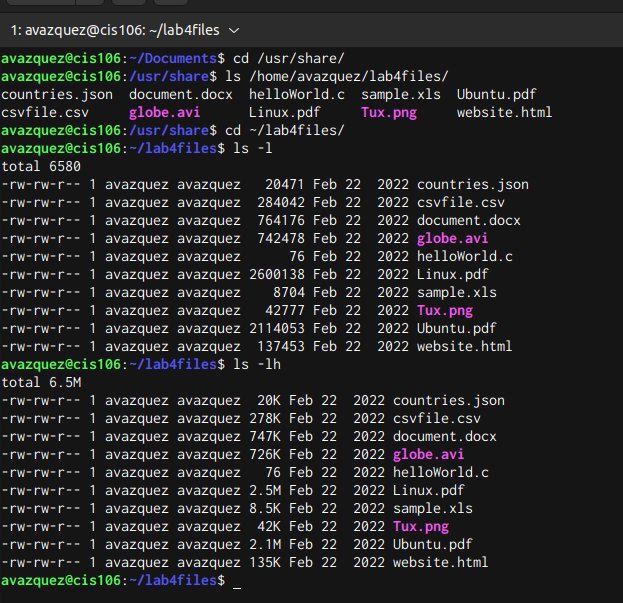 1: avazquez@cis106: ~/lab4files
avazquez@cis106:~/Documents$ cd /usr/share/
avazquez@cis106:/usr/share$ ls /home/avazquez/lab4files/
countries.json  document.docx  helloWorld.c  sample.xls  Ubuntu.pdf
csvfile.csv     globe.avi      Linux.pdf     Tux.png     website.html
avazquez@cis106:/usr/share$ cd ~/lab4files/
avazquez@cis106:~/lab4files$ ls -l
total 6580
-rw-rw-r-- 1 avazquez avazquez   20471 Feb 22  2022 countries.json
-rw-rw-r-- 1 avazquez avazquez  284042 Feb 22  2022 csvfile.csv
-rw-rw-r-- 1 avazquez avazquez  764176 Feb 22  2022 document.docx
-rw-rw-r-- 1 avazquez avazquez  742478 Feb 22  2022 globe.avi
-rw-rw-r-- 1 avazquez avazquez      76 Feb 22  2022 helloWorld.c
-rw-rw-r-- 1 avazquez avazquez 2600138 Feb 22  2022 Linux.pdf
-rw-rw-r-- 1 avazquez avazquez    8704 Feb 22  2022 sample.xls
-rw-rw-r-- 1 avazquez avazquez   42777 Feb 22  2022 Tux.png
-rw-rw-r-- 1 avazquez avazquez 2114053 Feb 22  2022 Ubuntu.pdf
-rw-rw-r-- 1 avazquez avazquez  137453 Feb 22  2022 website.html
avazquez@cis106:~/lab4files$ ls -lh
total 6.5M
-rw-rw-r-- 1 avazquez avazquez  20K Feb 22  2022 countries.json
-rw-rw-r-- 1 avazquez avazquez 278K Feb 22  2022 csvfile.csv
-rw-rw-r-- 1 avazquez avazquez 747K Feb 22  2022 document.docx
-rw-rw-r-- 1 avazquez avazquez 726K Feb 22  2022 globe.avi
-rw-rw-r-- 1 avazquez avazquez   76 Feb 22  2022 helloWorld.c
-rw-rw-r-- 1 avazquez avazquez 2.5M Feb 22  2022 Linux.pdf
-rw-rw-r-- 1 avazquez avazquez 8.5K Feb 22  2022 sample.xls
-rw-rw-r-- 1 avazquez avazquez  42K Feb 22  2022 Tux.png
-rw-rw-r-- 1 avazquez avazquez 2.1M Feb 22  2022 Ubuntu.pdf
-rw-rw-r-- 1 avazquez avazquez 135K Feb 22  2022 website.html
avazquez@cis106:~/lab4files$ _